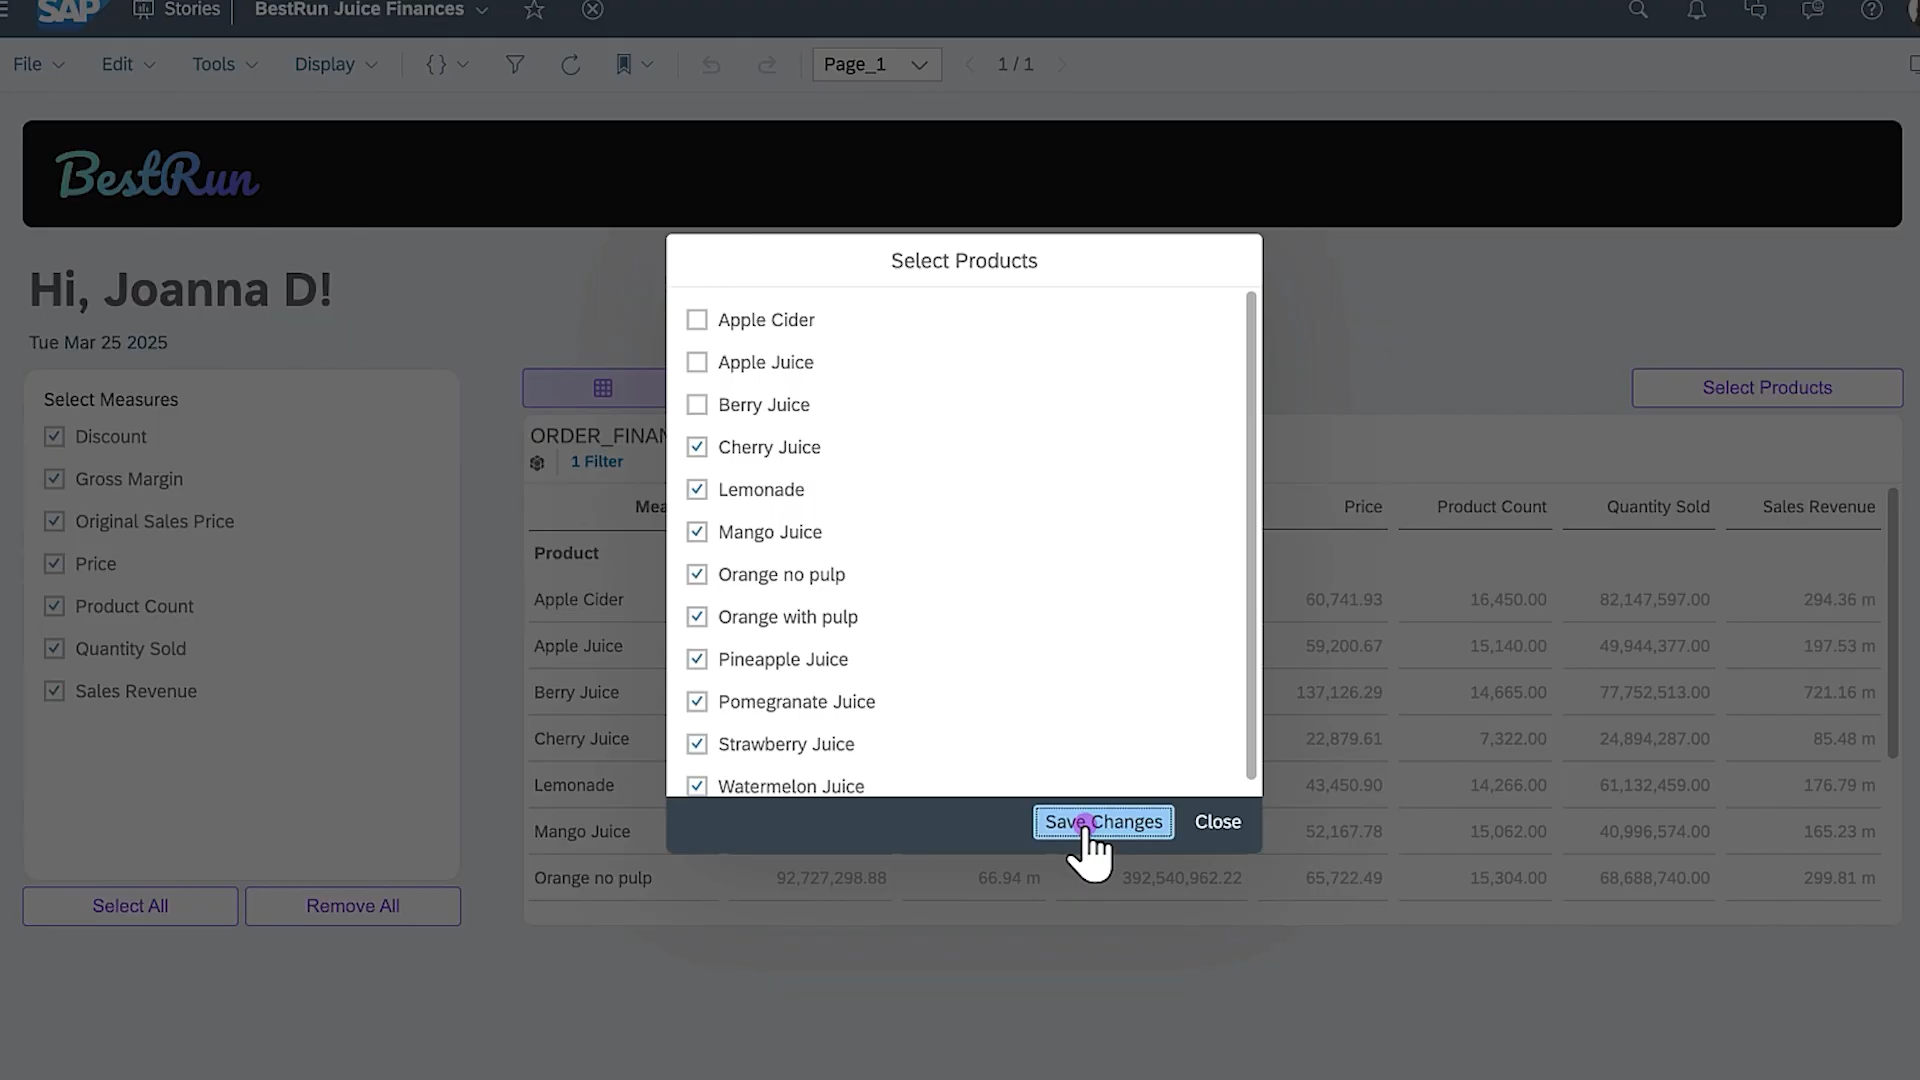 SAP Stories BestRun Juice Finances
File Edit Tools Display {} Page_1 1 / 1
BestRun
Hi, Joanna D!
Tue Mar 25 2025
Select Measures
Discount
Gross Margin
Original Sales Price
Price
Product Count
Quantity Sold
Sales Revenue
Select All Remove All
Select Products
Apple Cider
Apple Juice
Berry Juice
Cherry Juice
Lemonade
Mango Juice
Orange no pulp
Orange with pulp
Pineapple Juice
Pomegranate Juice
Strawberry Juice
Watermelon Juice
Save Changes Close
Select Products
ORDER_FINAN
1 Filter
Mea Price Product Count Quantity Sold Sales Revenue
Product
Apple Cider 60,741.93 16,450.00 82,147,597.00 294.36 m
Apple Juice 59,200.67 15,140.00 49,944,377.00 197.53 m
Berry Juice 137,126.29 14,665.00 77,752,513.00 721.16 m
Cherry Juice 22,879.61 7,322.00 24,894,287.00 85.48 m
Lemonade 43,450.90 14,266.00 61,132,459.00 176.79 m
Mango Juice 52,167.78 15,062.00 40,996,574.00 165.23 m
Orange no pulp 92,727,298.88 66.94 m 392,540,962.22 65,722.49 15,304.00 68,688,740.00 299.81 m